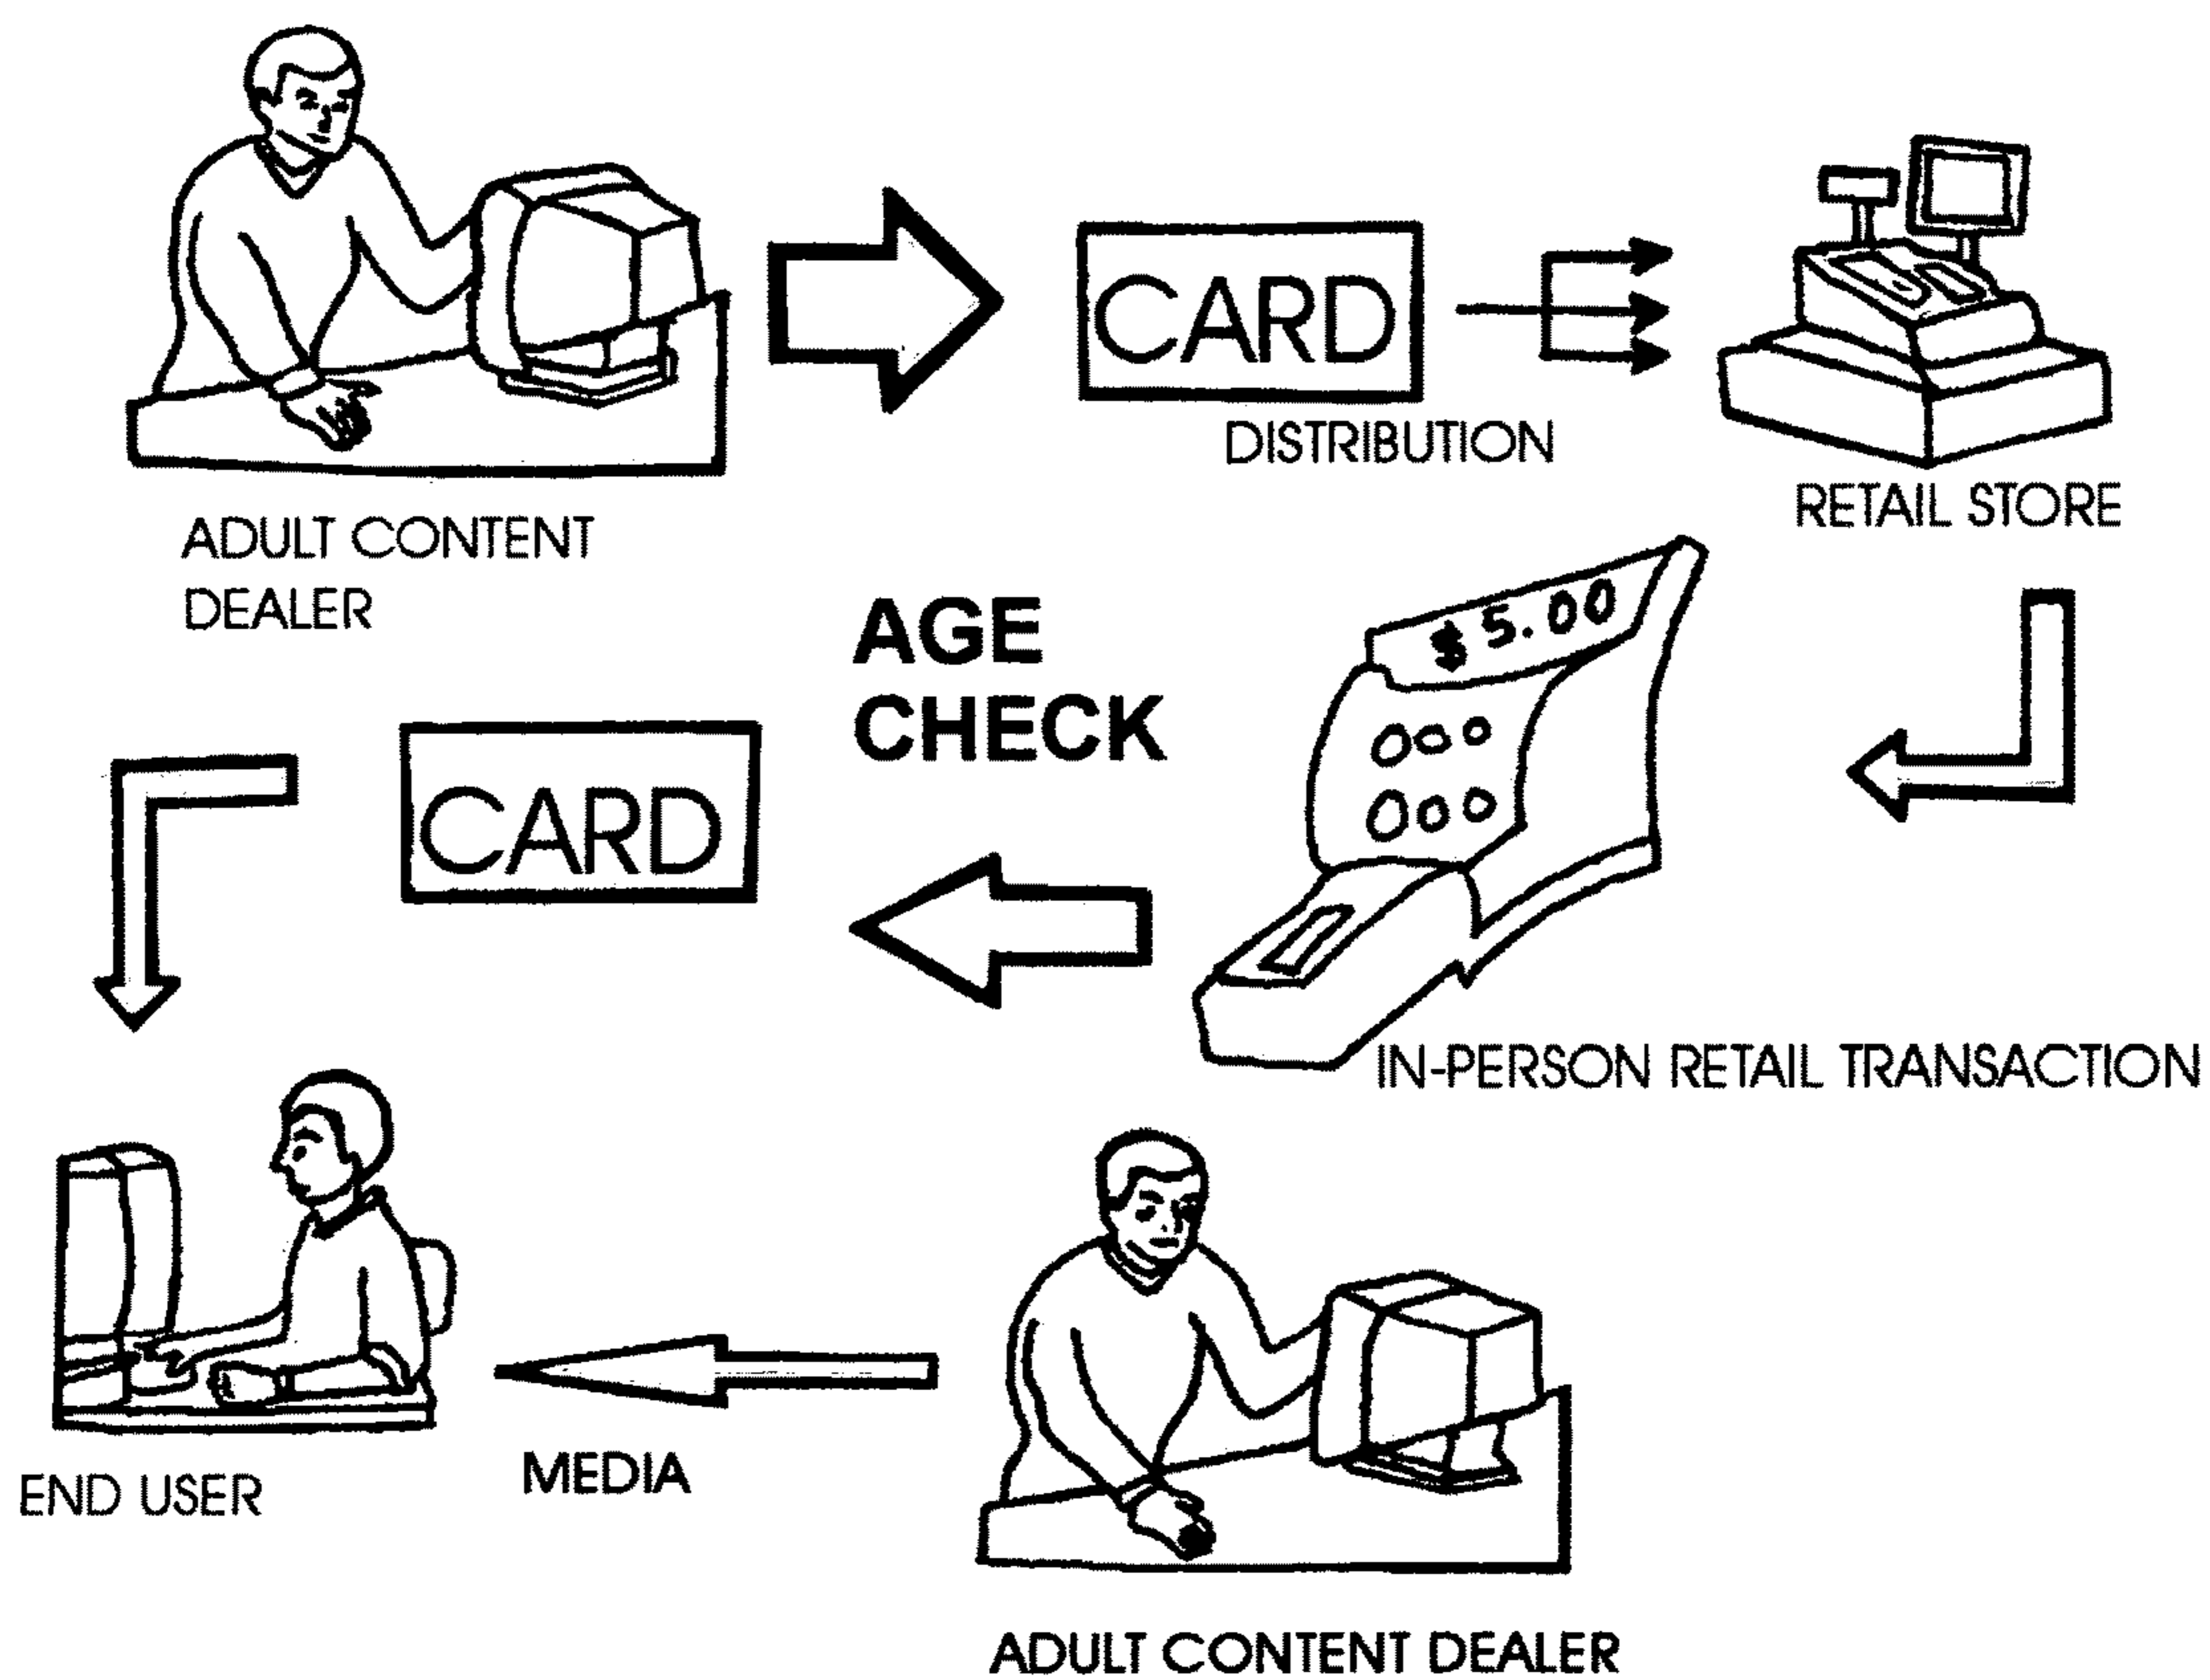 CARD
DISTRIBUTION
RETAIL STORE
ADULT CONTENT
DEALER
AGE
CHECK
$5.00
CARD
IN-PERSON RETAIL TRANSACTION
END USER
MEDIA
ADULT CONTENT DEALER